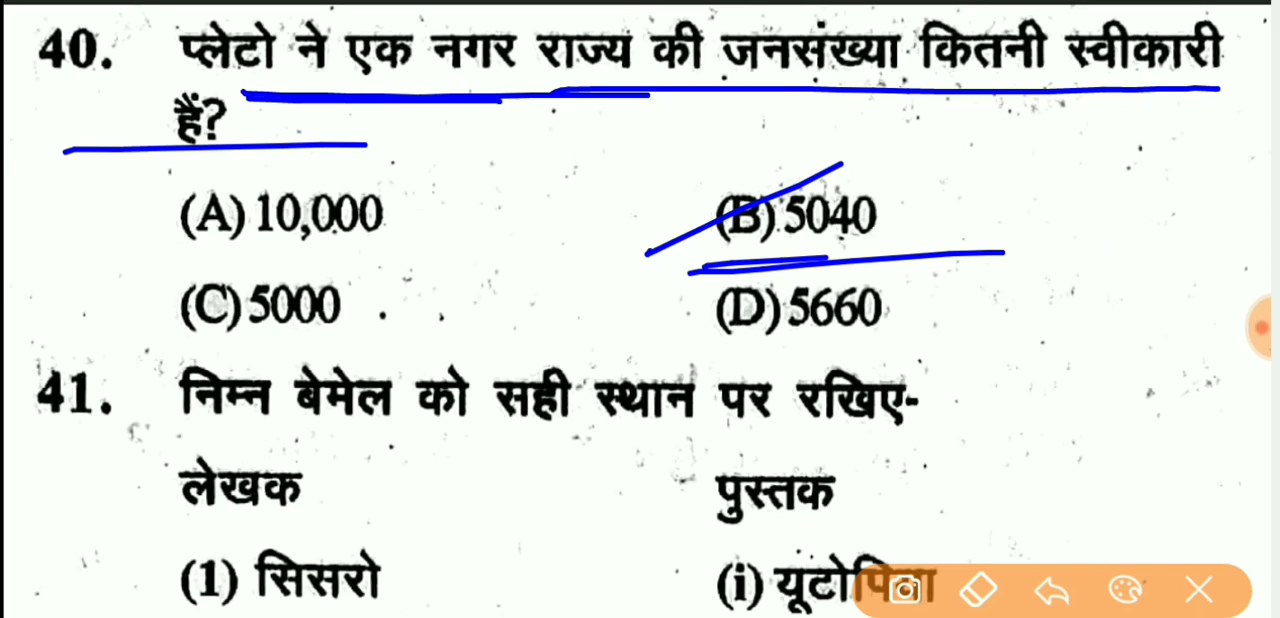 40. प्लेटो ने एक नगर राज्य की जनसंख्या कितनी स्वीकारी
हैं?
(A) 10,000 (B) 5040
(C) 5000 (D) 5660
41. निम्न बेमेल को सही स्थान पर रखिए-
लेखक पुस्तक
(1) सिसरो (i) यूटोपिया